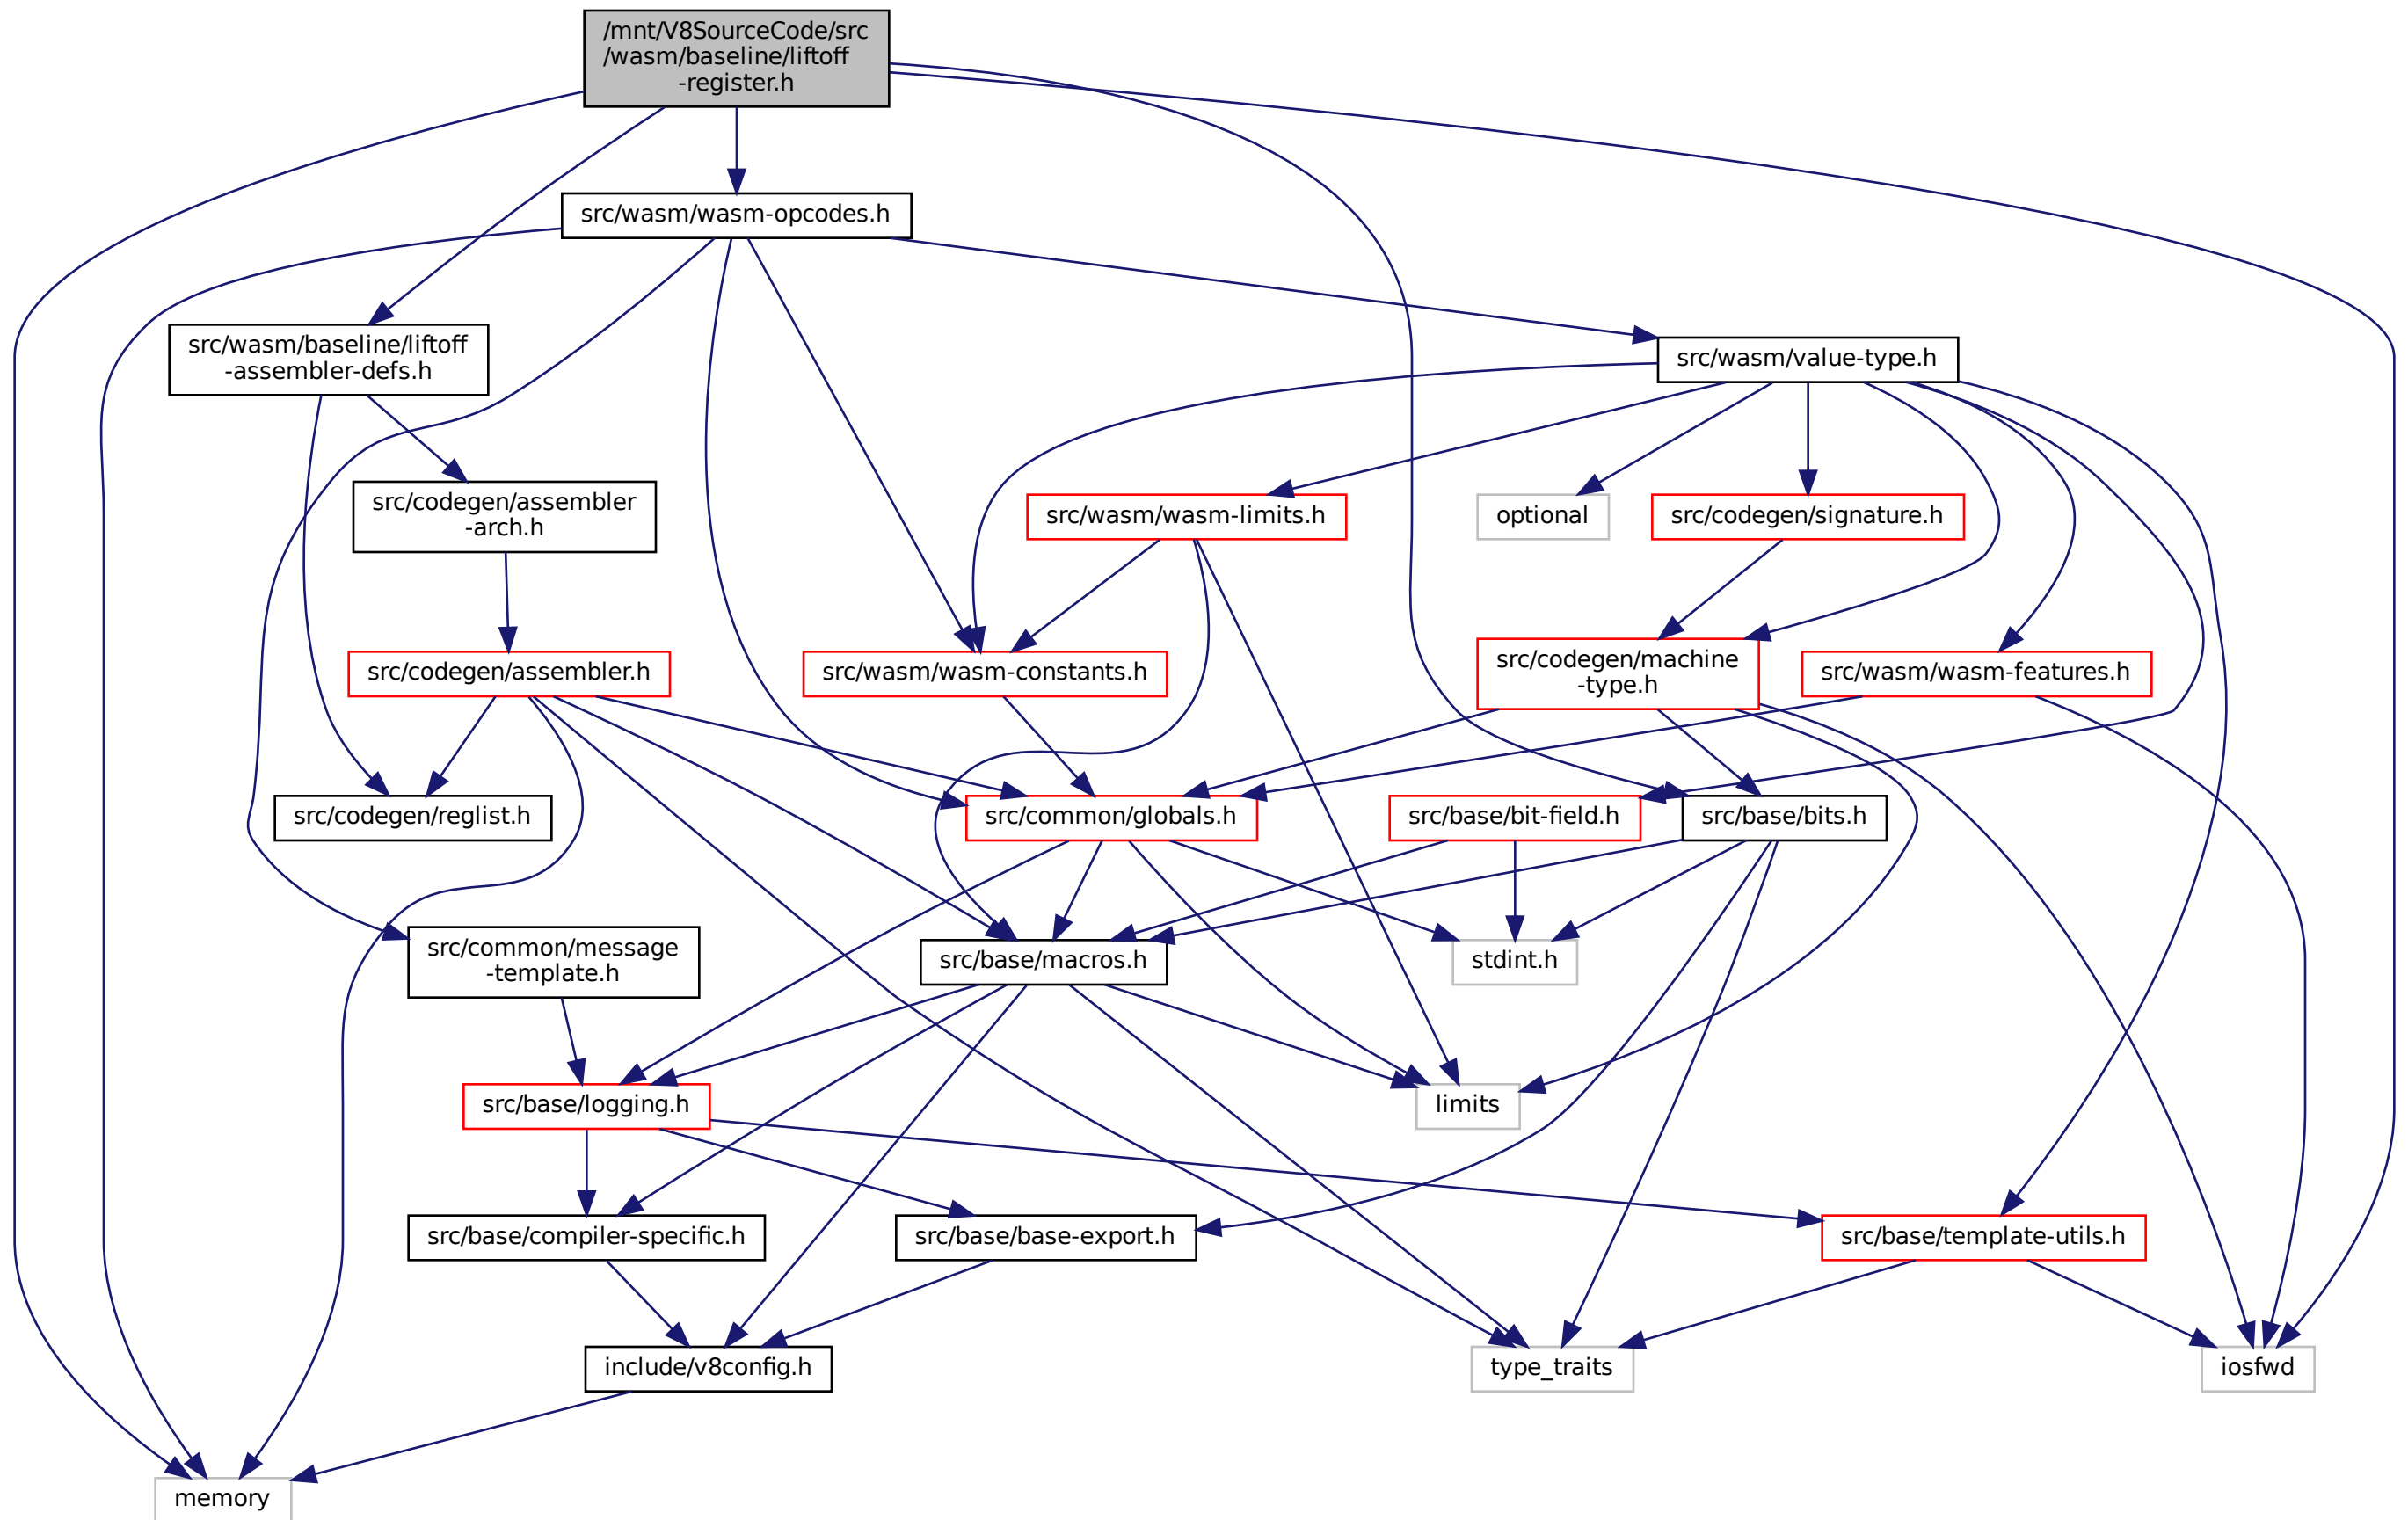 /mnt/V8SourceCode/src
/wasm/baseline/liftoff
-register.h
src/wasm/wasm-opcodes.h
src/wasm/baseline/liftoff
-assembler-defs.h
src/wasm/value-type.h
src/codegen/assembler
-arch.h
src/wasm/wasm-limits.h
optional
src/codegen/signature.h
src/codegen/assembler.h
src/wasm/wasm-constants.h
src/codegen/machine
-type.h
src/wasm/wasm-features.h
src/codegen/reglist.h
src/common/globals.h
src/base/bit-field.h
src/base/bits.h
src/common/message
-template.h
src/base/macros.h
stdint.h
src/base/logging.h
limits
src/base/compiler-specific.h
src/base/base-export.h
src/base/template-utils.h
include/v8config.h
type_traits
iosfwd
memory